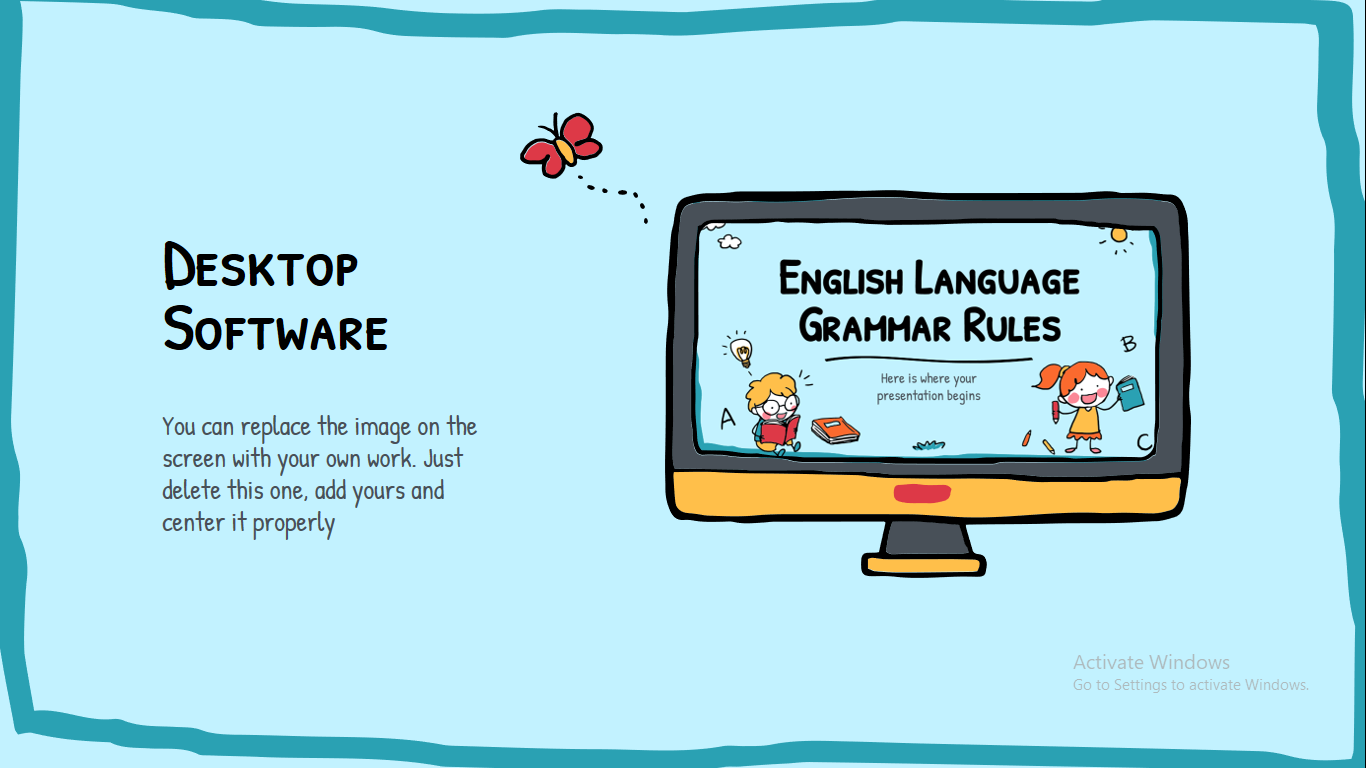 Desktop
Software
You can replace the image on the
screen with your own work. Just
delete this one, add yours and
center it properly
English Language
Grammar Rules
Here is where your
presentation begins
B
A
C
Activate Windows
Go to Settings to activate Windows.